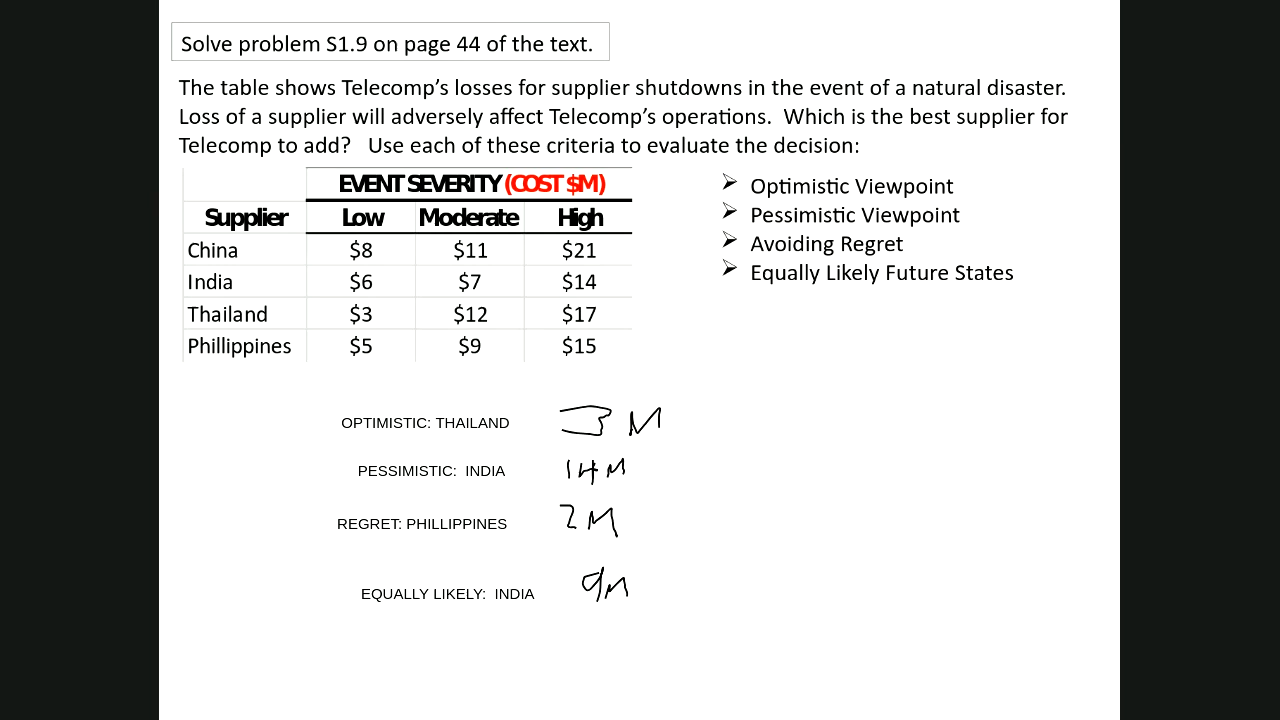 Solve problem S1.9 on page 44 of the text.
The table shows Telecomp’s losses for supplier shutdowns in the event of a natural disaster.
Loss of a supplier will adversely affect Telecomp’s operations.  Which is the best supplier for
Telecomp to add?   Use each of these criteria to evaluate the decision:
EVENT SEVERITY (COST $M)
Supplier Low Moderate High
China $8 $11 $21
India $6 $7 $14
Thailand $3 $12 $17
Phillippines $5 $9 $15
➢ Optimistic Viewpoint
➢ Pessimistic Viewpoint
➢ Avoiding Regret
➢ Equally Likely Future States
OPTIMISTIC: THAILAND 3 M
PESSIMISTIC:  INDIA 14M
REGRET: PHILLIPPINES 2M
EQUALLY LIKELY:  INDIA 9M